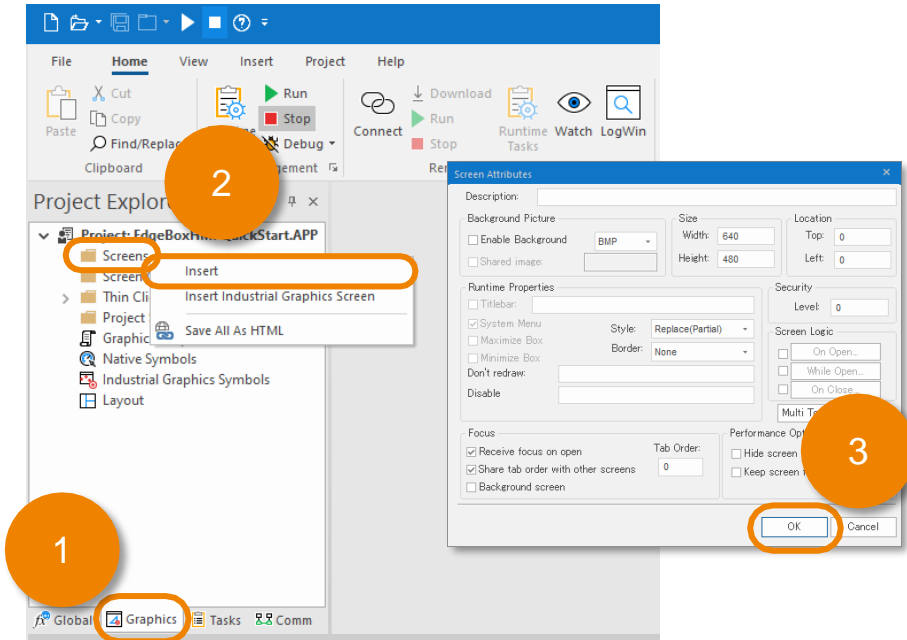 File Home View Insert Project Help
Cut
Copy
Paste
Find/Replac
Clipboard
Run
Stop
Debug
Connect
Download
Run
Stop
Runtime
Tasks
Watch
LogWin
2
Project Explor
Project: EdgeBoxHMI QuickStart.APP
Screens
Screen
Thin Cli
Project
Graphic
Native Symbols
Industrial Graphics Symbols
Layout
Insert
Insert Industrial Graphics Screen
Save All As HTML
1
Global
Graphics
Tasks
Comm
Screen Attributes
Description:
Background Picture
Enable Background BMP
Shared image:
Size
Width: 640
Height: 480
Location
Top: 0
Left: 0
Runtime Properties
Titlebar:
System Menu
Maximize Box
Minimize Box
Style: Replace(Partial)
Border: None
Don't redraw:
Disable
Security
Level: 0
Screen Logic
On Open...
While Open...
On Close...
Multi T
Focus
Receive focus on open
Share tab order with other screens
Background screen
Tab Order:
0
Performance Opt
Hide screen
Keep screen
3
OK
Cancel